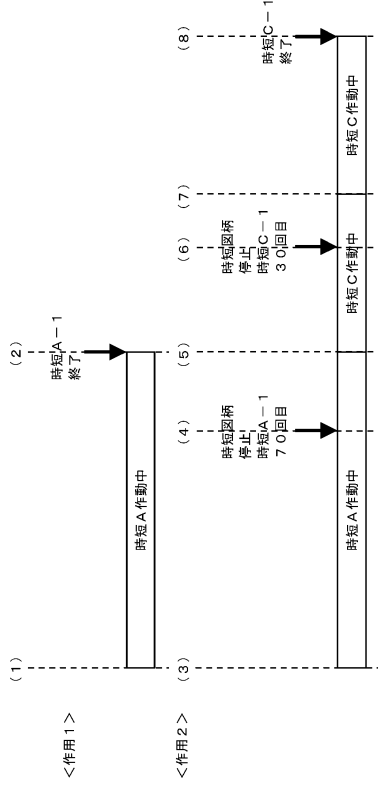 <作用1>
(1)
(2)
時短A－1
終了
時短A作動中
<作用2>
(3)
(4)
(5)
(6)
(7)
(8)
時短図柄
停止
時短A－1
70回目
時短図柄
停止
時短C－1
30回目
時短C－1
終了
時短A作動中
時短C作動中
時短C作動中